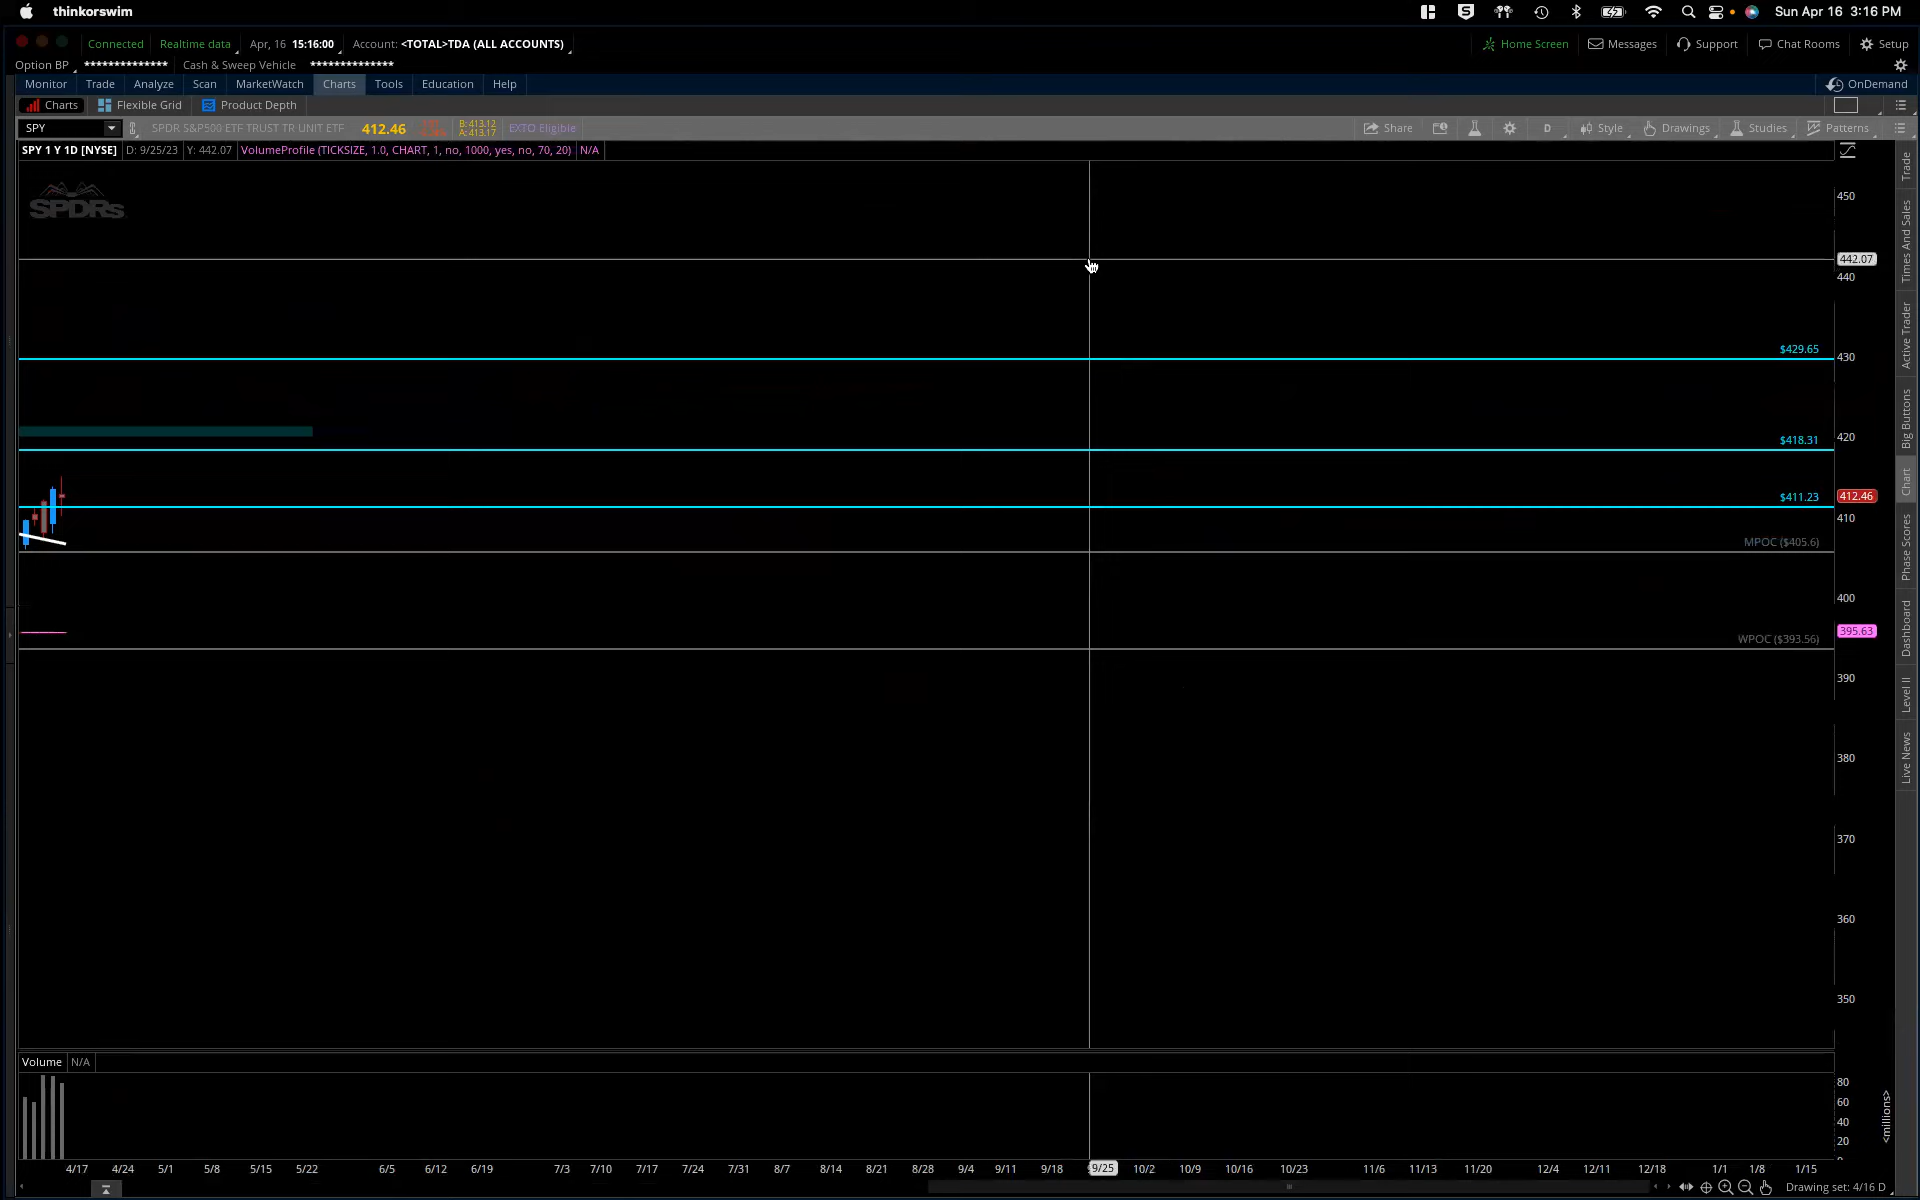 thinkorswim
Sun Apr 16 3:16 PM
Connected Realtime data Apr, 16 15:16:00 Account: <TOTAL>TDA (ALL ACCOUNTS)
Home Screen Messages Support Chat Rooms Setup
Option BP ************** Cash & Sweep Vehicle **************
Monitor Trade Analyze Scan MarketWatch Charts Tools Education Help
OnDemand
Charts Flexible Grid Product Depth
SPY SPDR S&P500 ETF TRUST TR UNIT ETF 412.46 B: 413.12 A: 413.17 EXTO Eligible
Share D Style Drawings Studies Patterns
SPY 1 Y 1D [NYSE] D: 9/25/23 Y: 442.07 VolumeProfile (TICKSIZE, 1.0, CHART, 1, no, 1000, yes, no, 70, 20) N/A
SPDRs
450
442.07
440
$429.65
430
$418.31
420
$411.23
412.46
410
MPOC ($405.6)
400
395.63
WPOC ($393.56)
390
380
370
360
350
Trade
Times And Sales
Active Trader
Big Buttons
Chart
Phase Scores
Dashboard
Level II
Live News
Volume N/A
80
60
40
20
<millions>
4/17 4/24 5/1 5/8 5/15 5/22 6/5 6/12 6/19 7/3 7/10 7/17 7/24 7/31 8/7 8/14 8/21 8/28 9/4 9/11 9/18 9/25 10/2 10/9 10/16 10/23 11/6 11/13 11/20 12/4 12/11 12/18 1/1 1/8 1/15
Drawing set: 4/16 D